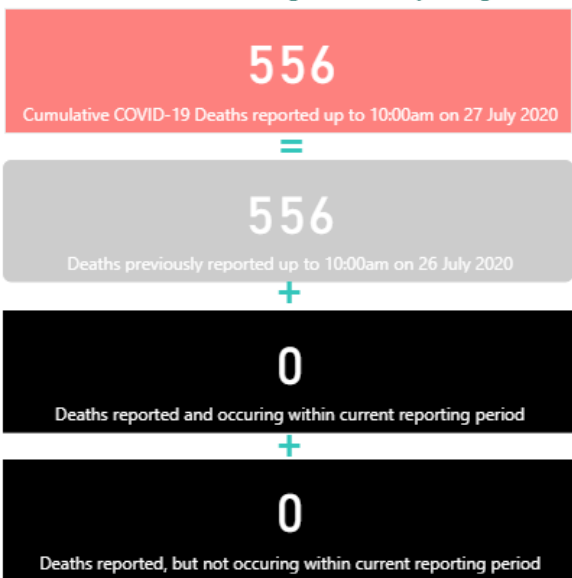 556
Cumulative COVID-19 Deaths reported up to 10:00am on 27 July 2020
=
556
Deaths previously reported up to 10:00am on 26 July 2020
+
0
Deaths reported and occuring within current reporting period
+
0
Deaths reported, but not occuring within current reporting period